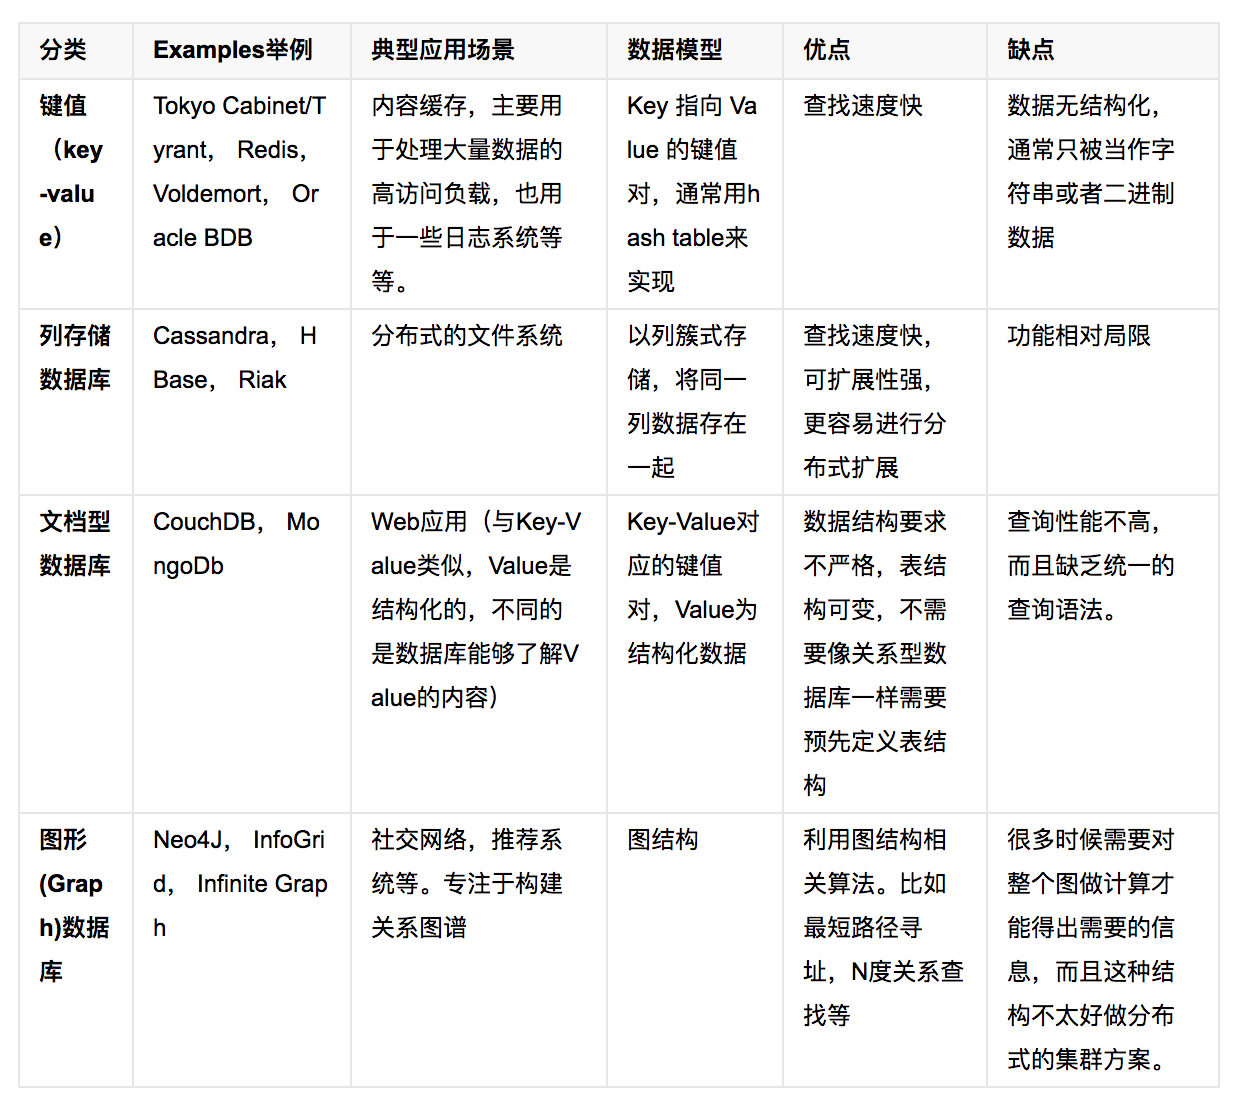 分类
Examples举例
典型应用场景
数据模型
优点
缺点
键值
（key
-valu
e）
Tokyo Cabinet/T
yrant， Redis，
Voldemort， Or
acle BDB
内容缓存，主要用
于处理大量数据的
高访问负载，也用
于一些日志系统等
等。
Key 指向 Va
lue 的键值
对，通常用h
ash table来
实现
查找速度快
数据无结构化，
通常只被当作字
符串或者二进制
数据
列存储
数据库
Cassandra， H
Base， Riak
分布式的文件系统
以列簇式存
储，将同一
列数据存在
一起
查找速度快，
可扩展性强，
更容易进行分
布式扩展
功能相对局限
文档型
数据库
CouchDB， Mo
ngoDb
Web应用（与Key-V
alue类似，Value是
结构化的，不同的
是数据库能够了解V
alue的内容）
Key-Value对
应的键值
对，Value为
结构化数据
数据结构要求
不严格，表结
构可变，不需
要像关系型数
据库一样需要
预先定义表结
构
查询性能不高，
而且缺乏统一的
查询语法。
图形
(Grap
h)数据
库
Neo4J， InfoGri
d， Infinite Grap
h
社交网络，推荐系
统等。专注于构建
关系图谱
图结构
利用图结构相
关算法。比如
最短路径寻
址，N度关系查
找等
很多时候需要对
整个图做计算才
能得出需要的信
息，而且这种结
构不太好做分布
式的集群方案。